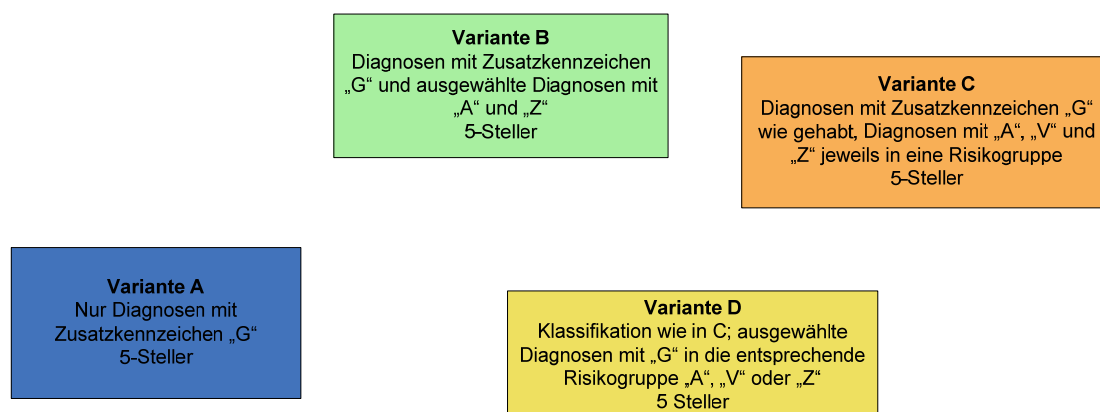 Variante B
Diagnosen mit Zusatzkennzeichen
„G“ und ausgewählte Diagnosen mit
„A“ und „Z“
5-Steller
Variante C
Diagnosen mit Zusatzkennzeichen „G“
wie gehabt, Diagnosen mit „A“, „V“ und
„Z“ jeweils in eine Risikogruppe
5-Steller
Variante A
Nur Diagnosen mit
Zusatzkennzeichen „G“
5-Steller
Variante D
Klassifikation wie in C; ausgewählte
Diagnosen mit „G“ in die entsprechende
Risikogruppe „A“, „V“ oder „Z“
5 Steller